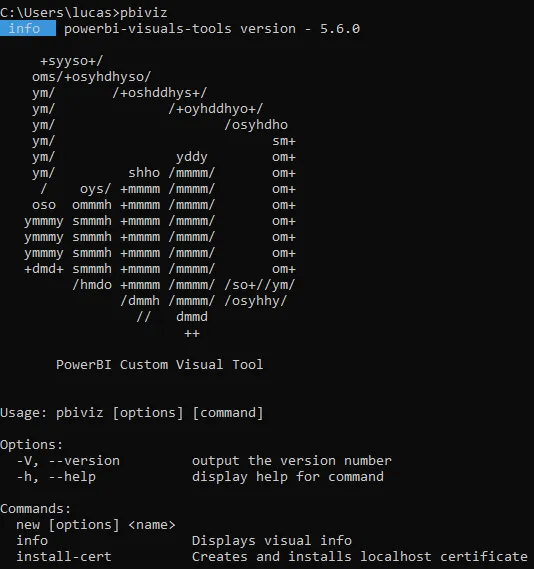 C:\Users\lucas>pbiviz
info powerbi-visuals-tools version - 5.6.0
+syyso+/
oms/+osyhdhyso/
ym/ /+oshddhys+/
ym/ /+oyhddhyo+/
ym/ /osyhdho
ym/ sm+
ym/ yddy om+
ym/ shho /mmmm/ om+
/ oys/ +mmmm /mmmm/ om+
oso ommmh +mmmm /mmmm/ om+
ymmmy smmmh +mmmm /mmmm/ om+
ymmmy smmmh +mmmm /mmmm/ om+
ymmmy smmmh +mmmm /mmmm/ om+
+dmd+ smmmh +mmmm /mmmm/ om+
/hmdo +mmmm /mmmm/ /so+//ym/
/dmmh /mmmm/ /osyhhy/
// dmmd
++
PowerBI Custom Visual Tool
Usage: pbiviz [options] [command]
Options:
-V, --version output the version number
-h, --help display help for command
Commands:
new [options] <name>
info Displays visual info
install-cert Creates and installs localhost certificate